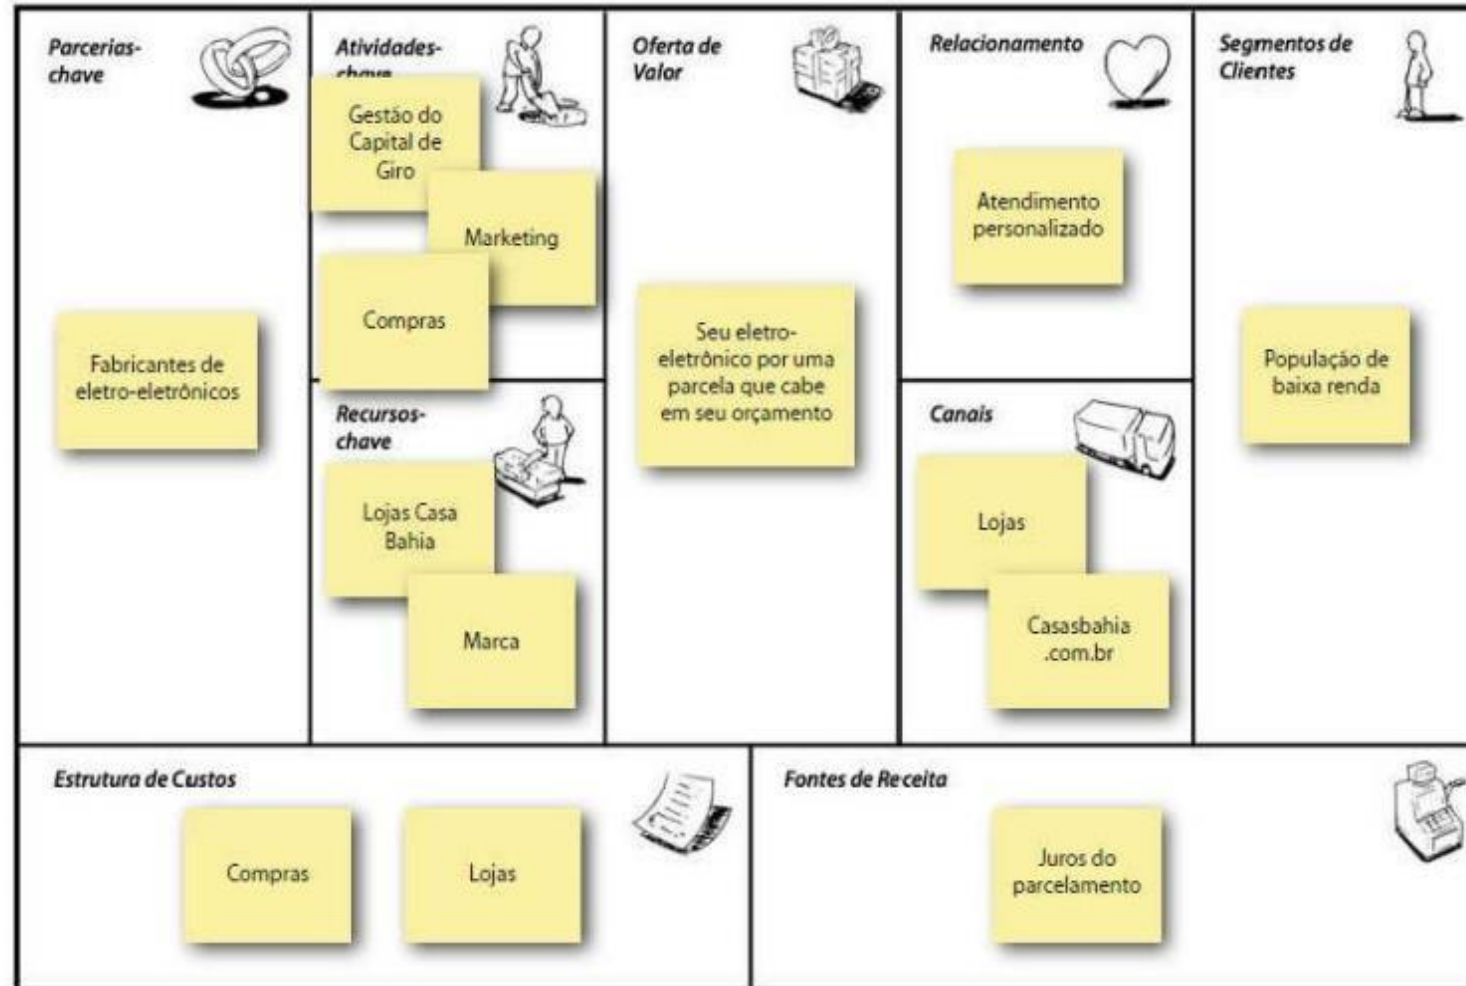 Parcerias-
chave
Fabricantes de
eletro-eletrônicos
Atividades-
chave
Gestão do
Capital de
Giro
Marketing
Compras
Recursos-
chave
Lojas Casa
Bahia
Marca
Oferta de
Valor
Seu eletro-
eletrônico por uma
parcela que cabe
em seu orçamento
Relacionamento
Atendimento
personalizado
Canais
Lojas
Casasbahia
.com.br
Segmentos de
Clientes
População de
baixa renda
Estrutura de Custos
Compras
Lojas
Fontes de Receita
Juros do
parcelamento